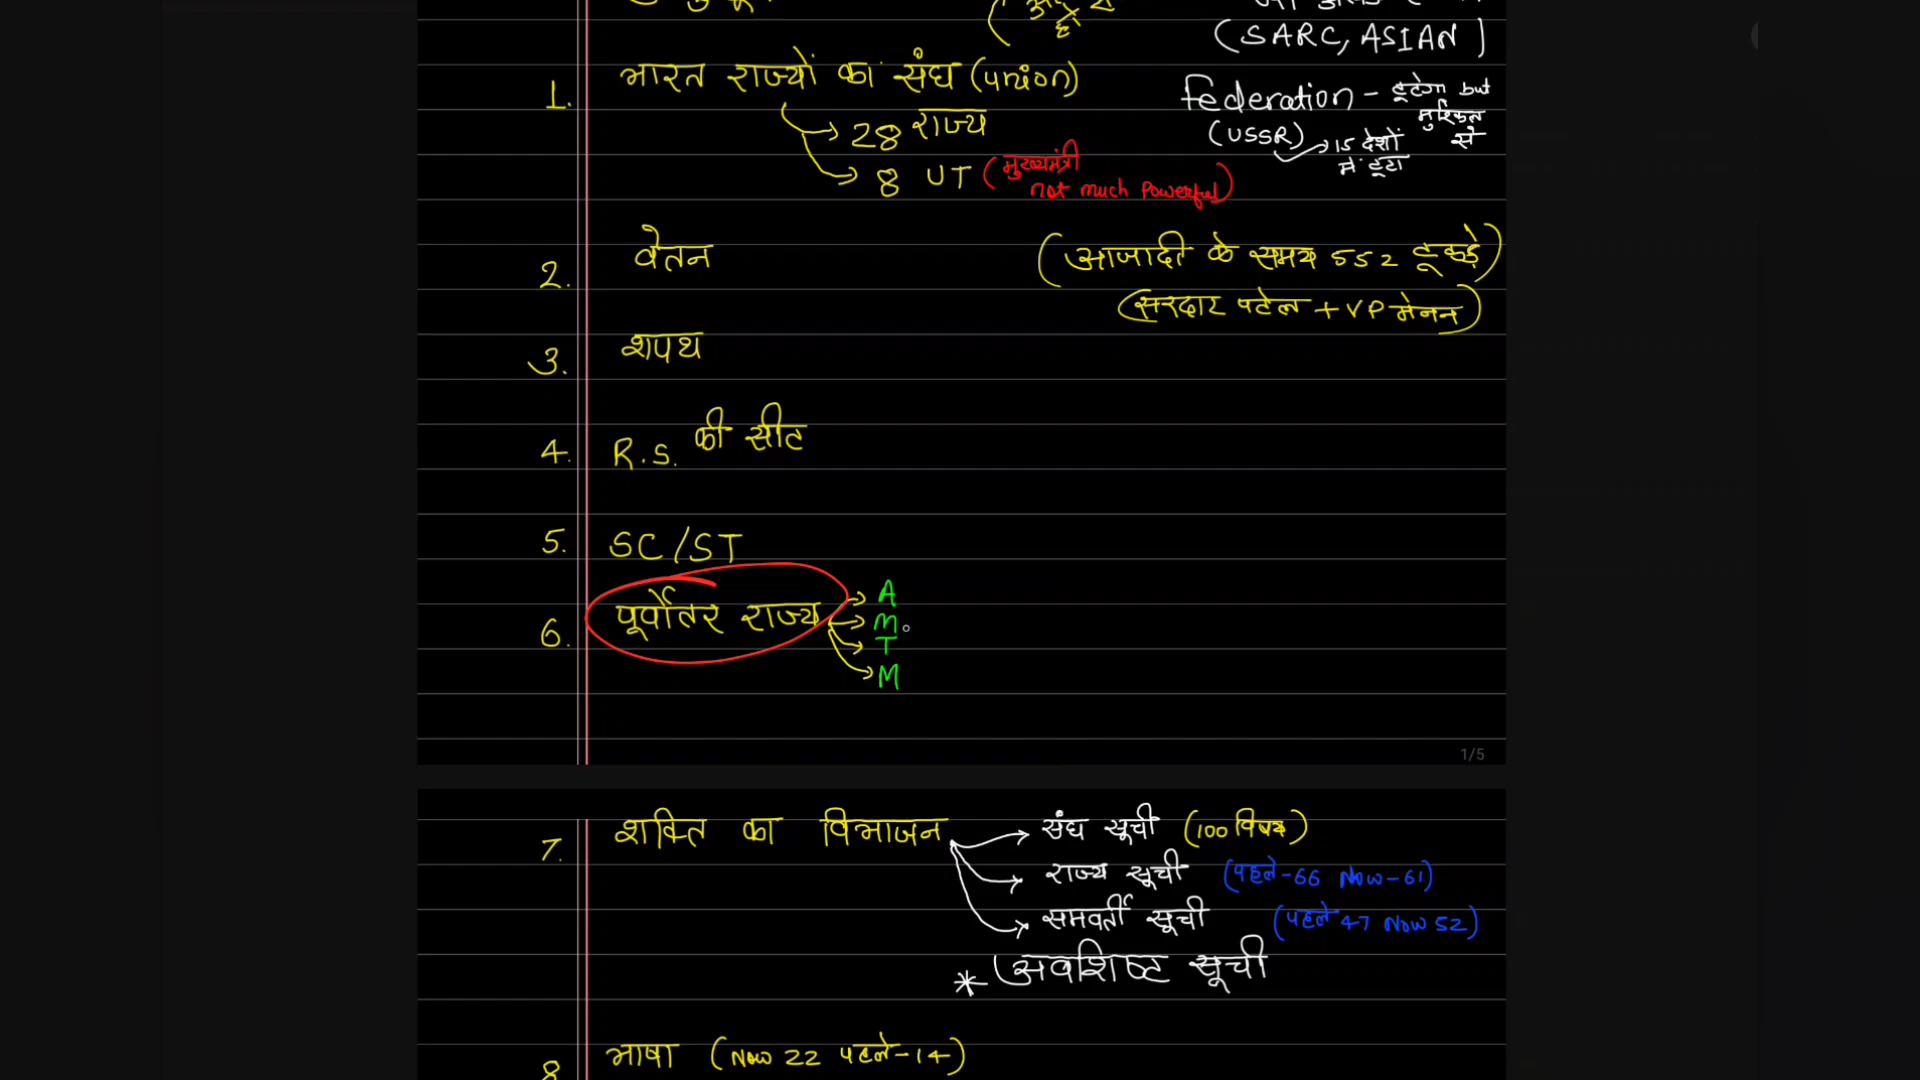 (SARC, ASIAN]
1. भारत राज्यों का संघ (union)
Federation - टूटेगा but मुश्किल से
(USSR) → 15 देशों में टूटा
→ 28 राज्य
→ 8 UT (मुख्यमंत्री not much powerful)
2. वेतन
(आजादी के समय 552 टूकड़े)
(सरदार पटेल + VP मेनन)
3. शपथ
4. R.S. की सीट
5. SC/ST
6. पूर्वोतर राज्य → A
→ M
→ T
→ M
1/5
7. शक्ति का विभाजन → संघ सूची (100 विषय)
→ राज्य सूची (पहले-66 Now-61)
→ समवर्ती सूची (पहले 47 Now 52)
* अवशिष्ट सूची
8. भाषा (Now 22 पहले-14)